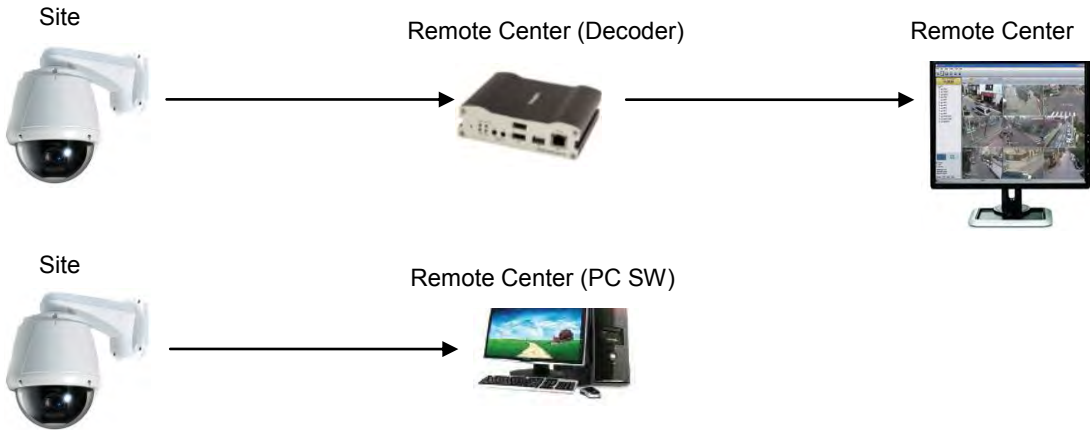 Site
Remote Center (Decoder)
Remote Center
Site
Remote Center (PC SW)